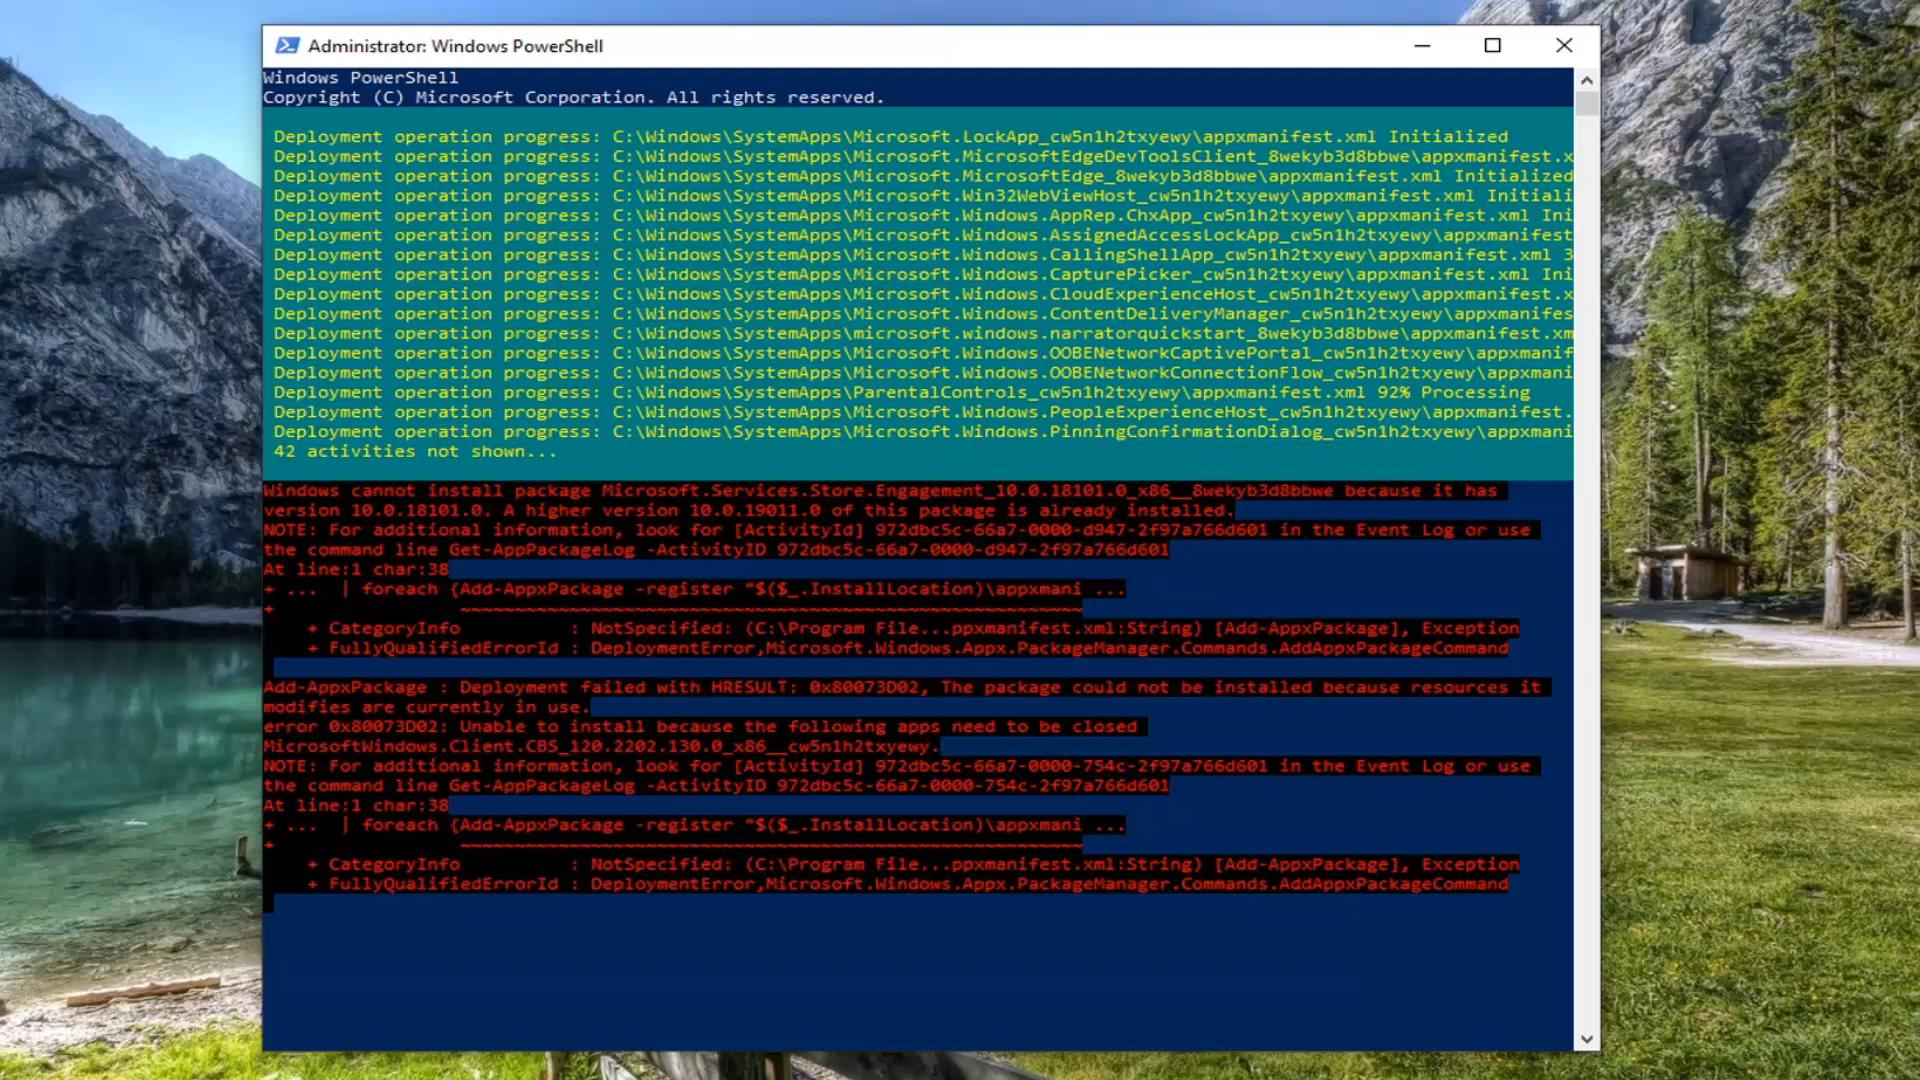 Administrator: Windows PowerShell
Windows PowerShell
Copyright (C) Microsoft Corporation. All rights reserved.
Deployment operation progress: C:\Windows\SystemApps\Microsoft.LockApp_cw5n1h2txyewy\appxmanifest.xml Initialized
Deployment operation progress: C:\Windows\SystemApps\Microsoft.MicrosoftEdgeDevToolsClient_8wekyb3d8bbwe\appxmanifest.x
Deployment operation progress: C:\Windows\SystemApps\Microsoft.MicrosoftEdge_8wekyb3d8bbwe\appxmanifest.xml Initialized
Deployment operation progress: C:\Windows\SystemApps\Microsoft.Win32WebViewHost_cw5n1h2txyewy\appxmanifest.xml Initiali
Deployment operation progress: C:\Windows\SystemApps\Microsoft.Windows.AppRep.ChxApp_cw5n1h2txyewy\appxmanifest.xml Ini
Deployment operation progress: C:\Windows\SystemApps\Microsoft.Windows.AssignedAccessLockApp_cw5n1h2txyewy\appxmanifest
Deployment operation progress: C:\Windows\SystemApps\Microsoft.Windows.CallingShellApp_cw5n1h2txyewy\appxmanifest.xml 3
Deployment operation progress: C:\Windows\SystemApps\Microsoft.Windows.CapturePicker_cw5n1h2txyewy\appxmanifest.xml Ini
Deployment operation progress: C:\Windows\SystemApps\Microsoft.Windows.CloudExperienceHost_cw5n1h2txyewy\appxmanifest.x
Deployment operation progress: C:\Windows\SystemApps\Microsoft.Windows.ContentDeliveryManager_cw5n1h2txyewy\appxmanifes
Deployment operation progress: C:\Windows\SystemApps\microsoft.windows.narratorquickstart_8wekyb3d8bbwe\appxmanifest.xm
Deployment operation progress: C:\Windows\SystemApps\Microsoft.Windows.OOBENetworkCaptivePortal_cw5n1h2txyewy\appxmanif
Deployment operation progress: C:\Windows\SystemApps\Microsoft.Windows.OOBENetworkConnectionFlow_cw5n1h2txyewy\appxmani
Deployment operation progress: C:\Windows\SystemApps\ParentalControls_cw5n1h2txyewy\appxmanifest.xml 92% Processing
Deployment operation progress: C:\Windows\SystemApps\Microsoft.Windows.PeopleExperienceHost_cw5n1h2txyewy\appxmanifest.
Deployment operation progress: C:\Windows\SystemApps\Microsoft.Windows.PinningConfirmationDialog_cw5n1h2txyewy\appxmani
42 activities not shown...
Windows cannot install package Microsoft.Services.Store.Engagement_10.0.18101.0_x86__8wekyb3d8bbwe because it has
version 10.0.18101.0. A higher version 10.0.19011.0 of this package is already installed.
NOTE: For additional information, look for [ActivityId] 972dbc5c-66a7-0000-d947-2f97a766d601 in the Event Log or use
the command line Get-AppPackageLog -ActivityID 972dbc5c-66a7-0000-d947-2f97a766d601
At line:1 char:38
+ ...  | foreach {Add-AppxPackage -register "$($_.InstallLocation)\appxmani ...
+                 ~~~~~~~~~~~~~~~~~~~~~~~~~~~~~~~~~~~~~~~~~~~~~~~~~~~~~~~~~
+ CategoryInfo          : NotSpecified: (C:\Program File...ppxmanifest.xml:String) [Add-AppxPackage], Exception
+ FullyQualifiedErrorId : DeploymentError,Microsoft.Windows.Appx.PackageManager.Commands.AddAppxPackageCommand
Add-AppxPackage : Deployment failed with HRESULT: 0x80073D02, The package could not be installed because resources it
modifies are currently in use.
error 0x80073D02: Unable to install because the following apps need to be closed
MicrosoftWindows.Client.CBS_120.2202.130.0_x86__cw5n1h2txyewy.
NOTE: For additional information, look for [ActivityId] 972dbc5c-66a7-0000-754c-2f97a766d601 in the Event Log or use
the command line Get-AppPackageLog -ActivityID 972dbc5c-66a7-0000-754c-2f97a766d601
At line:1 char:38
+ ...  | foreach {Add-AppxPackage -register "$($_.InstallLocation)\appxmani ...
+                 ~~~~~~~~~~~~~~~~~~~~~~~~~~~~~~~~~~~~~~~~~~~~~~~~~~~~~~~~~
+ CategoryInfo          : NotSpecified: (C:\Program File...ppxmanifest.xml:String) [Add-AppxPackage], Exception
+ FullyQualifiedErrorId : DeploymentError,Microsoft.Windows.Appx.PackageManager.Commands.AddAppxPackageCommand